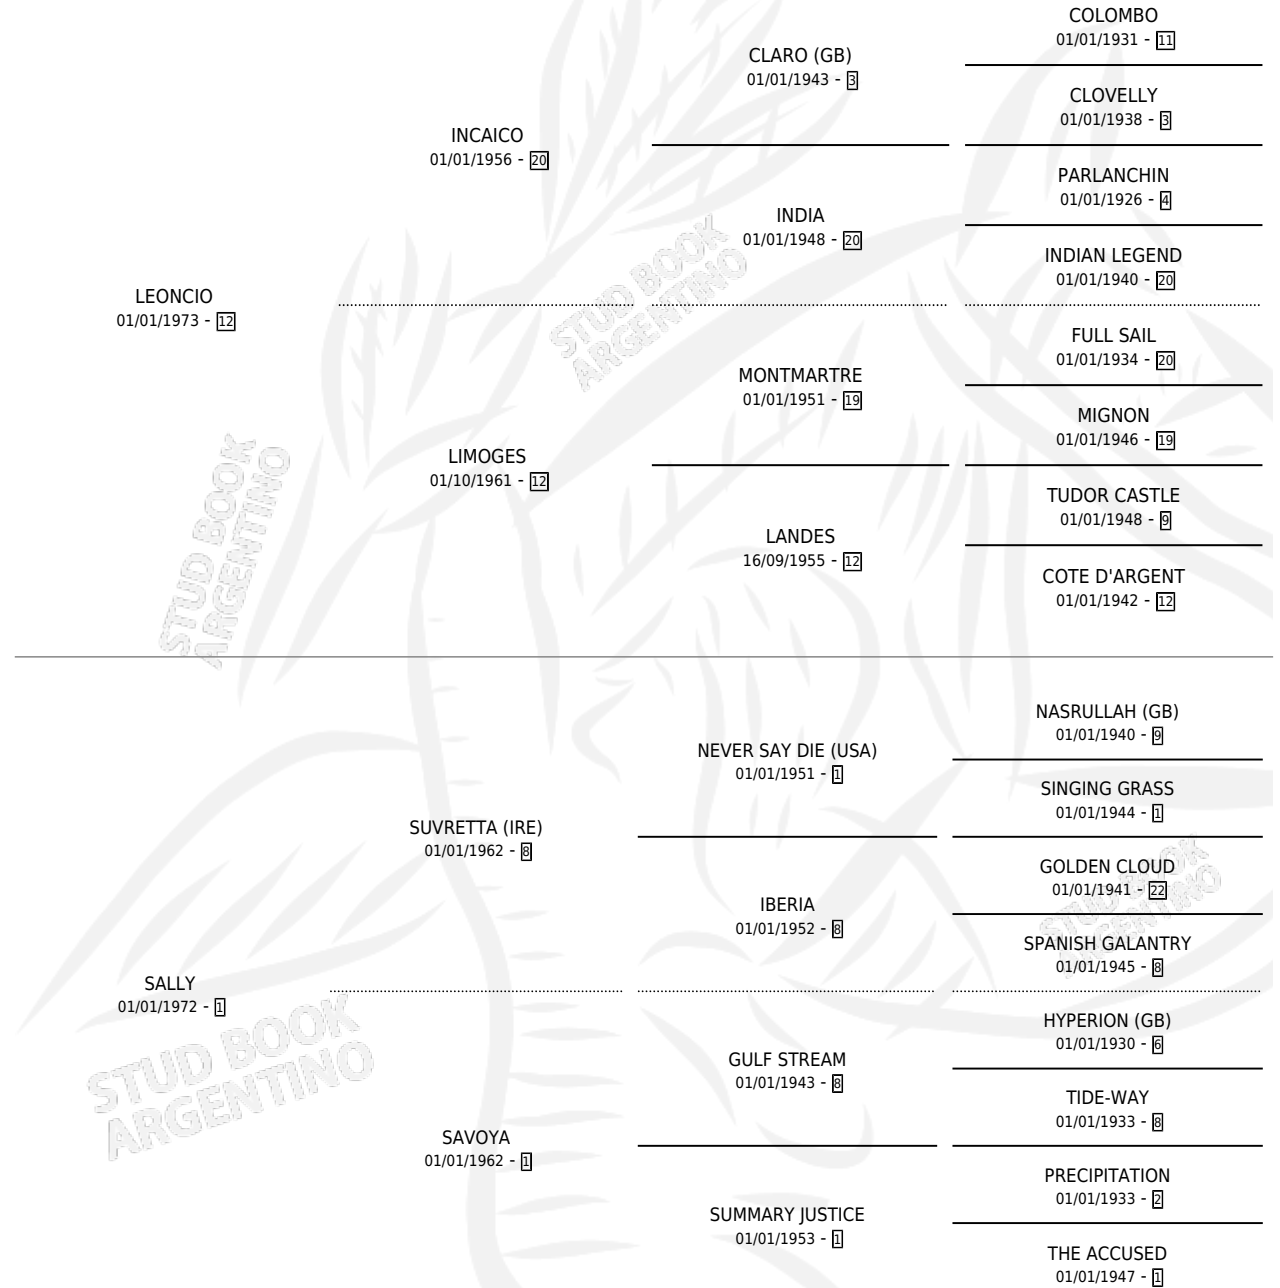 COLOMBO
01/01/1931 - 11
CLARO (GB)
01/01/1943 - 3
CLOVELLY
01/01/1938 - 3
INCAICO
01/01/1956 - 20
PARLANCHIN
01/01/1926 - 4
INDIA
01/01/1948 - 20
INDIAN LEGEND
01/01/1940 - 20
LEONCIO
01/01/1973 - 12
FULL SAIL
01/01/1934 - 20
MONTMARTRE
01/01/1951 - 19
MIGNON
01/01/1946 - 19
LIMOGES
01/10/1961 - 12
TUDOR CASTLE
01/01/1948 - 9
LANDES
16/09/1955 - 12
COTE D'ARGENT
01/01/1942 - 12
NASRULLAH (GB)
01/01/1940 - 9
NEVER SAY DIE (USA)
01/01/1951 - 1
SINGING GRASS
01/01/1944 - 1
SUVRETTA (IRE)
01/01/1962 - 8
GOLDEN CLOUD
01/01/1941 - 22
IBERIA
01/01/1952 - 8
SPANISH GALANTRY
01/01/1945 - 8
SALLY
01/01/1972 - 1
HYPERION (GB)
01/01/1930 - 6
GULF STREAM
01/01/1943 - 8
TIDE-WAY
01/01/1933 - 8
SAVOYA
01/01/1962 - 1
PRECIPITATION
01/01/1933 - 2
SUMMARY JUSTICE
01/01/1953 - 1
THE ACCUSED
01/01/1947 - 1
STUD BOOK
ARGENTINO
STUD BOOK
ARGENTINO
STUD BOOK
ARGENTINO
STUD BOOK
ARGENTINO